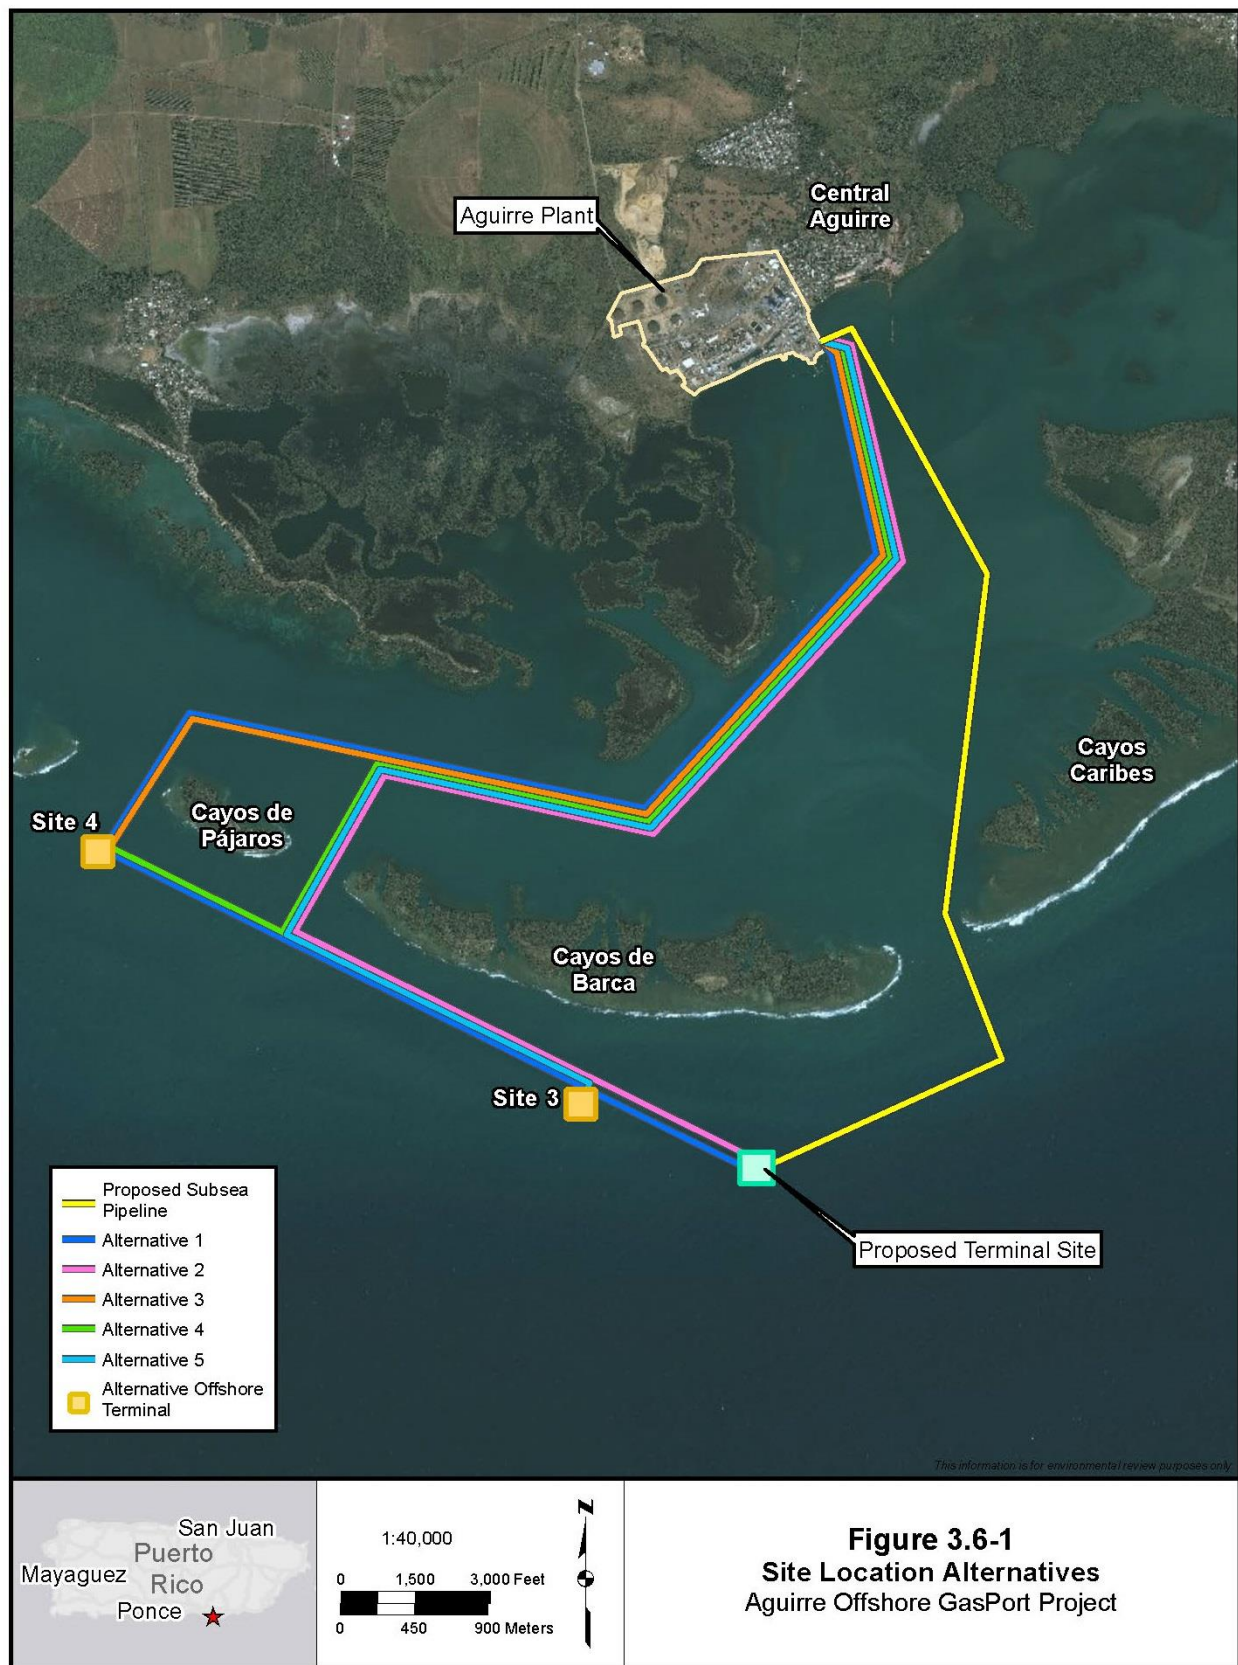 Central
Aguirre
Aguirre Plant
Cayos
Caribes
Site 4
Cayos de
Pájaros
Cayos de
Barca
Site 3
Proposed Terminal Site
Proposed Subsea
Pipeline
Alternative 1
Alternative 2
Alternative 3
Alternative 4
Alternative 5
Alternative Offshore
Terminal
This information is for environmental review purposes only.
San Juan
Puerto
Rico
Mayaguez
Ponce
1:40,000
0 1,500 3,000 Feet
0 450 900 Meters
N
Figure 3.6-1
Site Location Alternatives
Aguirre Offshore GasPort Project